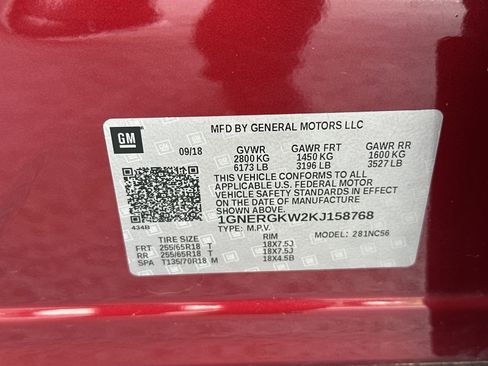 GM
MFD BY GENERAL MOTORS LLC
09/18 GVWR GAWR FRT GAWR RR
2800 KG 1450 KG 1600 KG
6173 LB 3196 LB 3527 LB
THIS VEHICLE CONFORMS TO ALL
APPLICABLE U.S. FEDERAL MOTOR
VEHICLE SAFETY STANDARDS IN EFFECT
ON THE DATE OF MANUFACTURE SHOWN ABOVE.
1GNERGKW2KJ158768
434B TYPE: M.P.V. MODEL: 281NC56
TIRE SIZE RIM
FRT 255/65R18 T 18X7.5J
RR 255/65R18 T 18X7.5J
SPA T135/70R18 M 18X4.5B